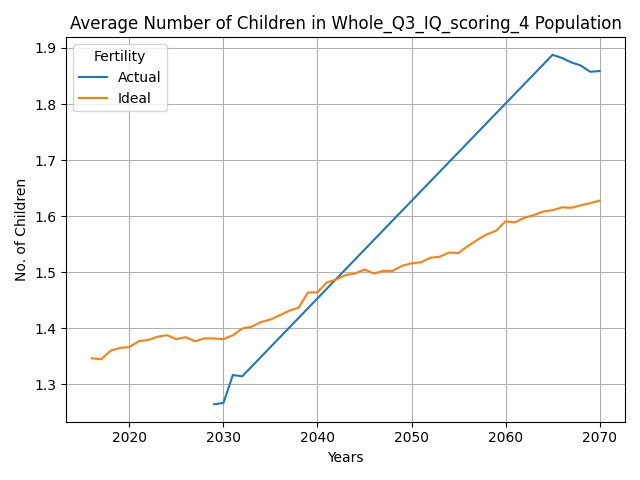 Average Number of Children in Whole_Q3_IQ_scoring_4 Population
Fertility
Actual
Ideal
1.9
1.8
1.7
1.6
1.5
1.4
1.3
No. of Children
2020 2030 2040 2050 2060 2070
Years